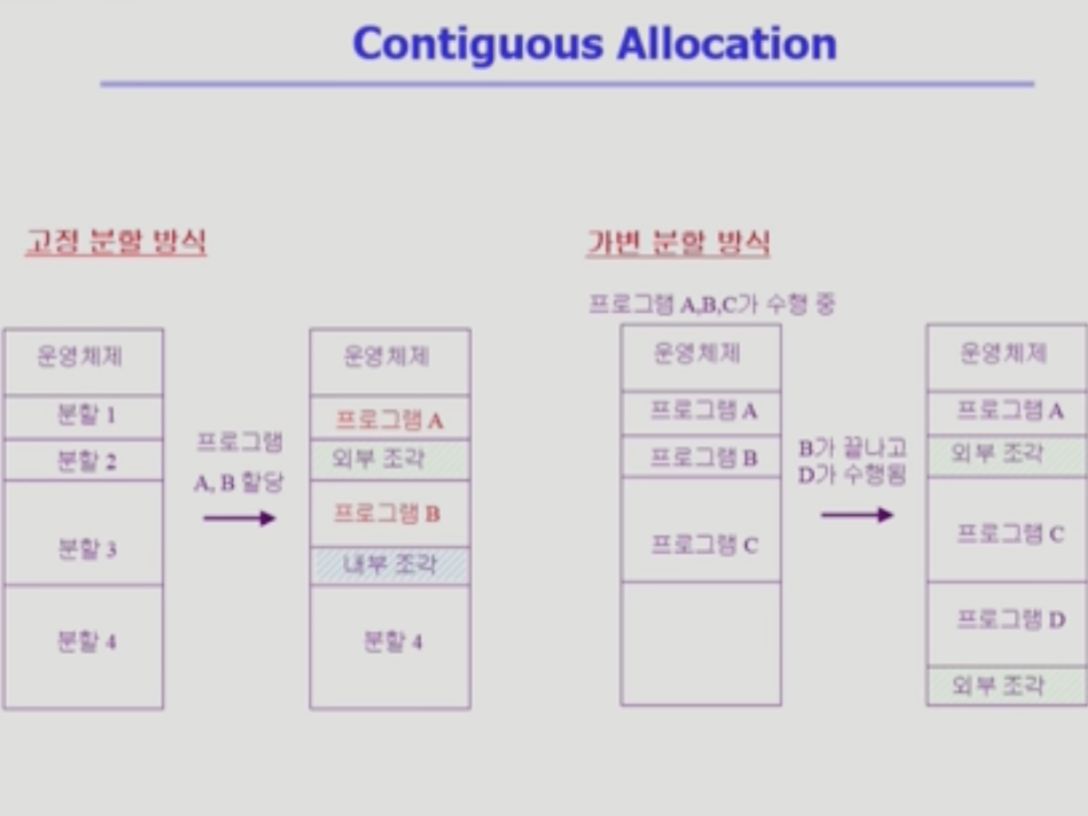 Contiguous Allocation
고정 분할 방식
운영체제
분할 1
분할 2
분할 3
분할 4
프로그램
A, B 할당
운영체제
프로그램 A
외부 조각
프로그램 B
내부 조각
분할 4
가변 분할 방식
프로그램 A,B,C가 수행 중
운영체제
프로그램 A
프로그램 B
프로그램 C
B가 끝나고
D가 수행됨
운영체제
프로그램 A
외부 조각
프로그램 C
프로그램 D
외부 조각